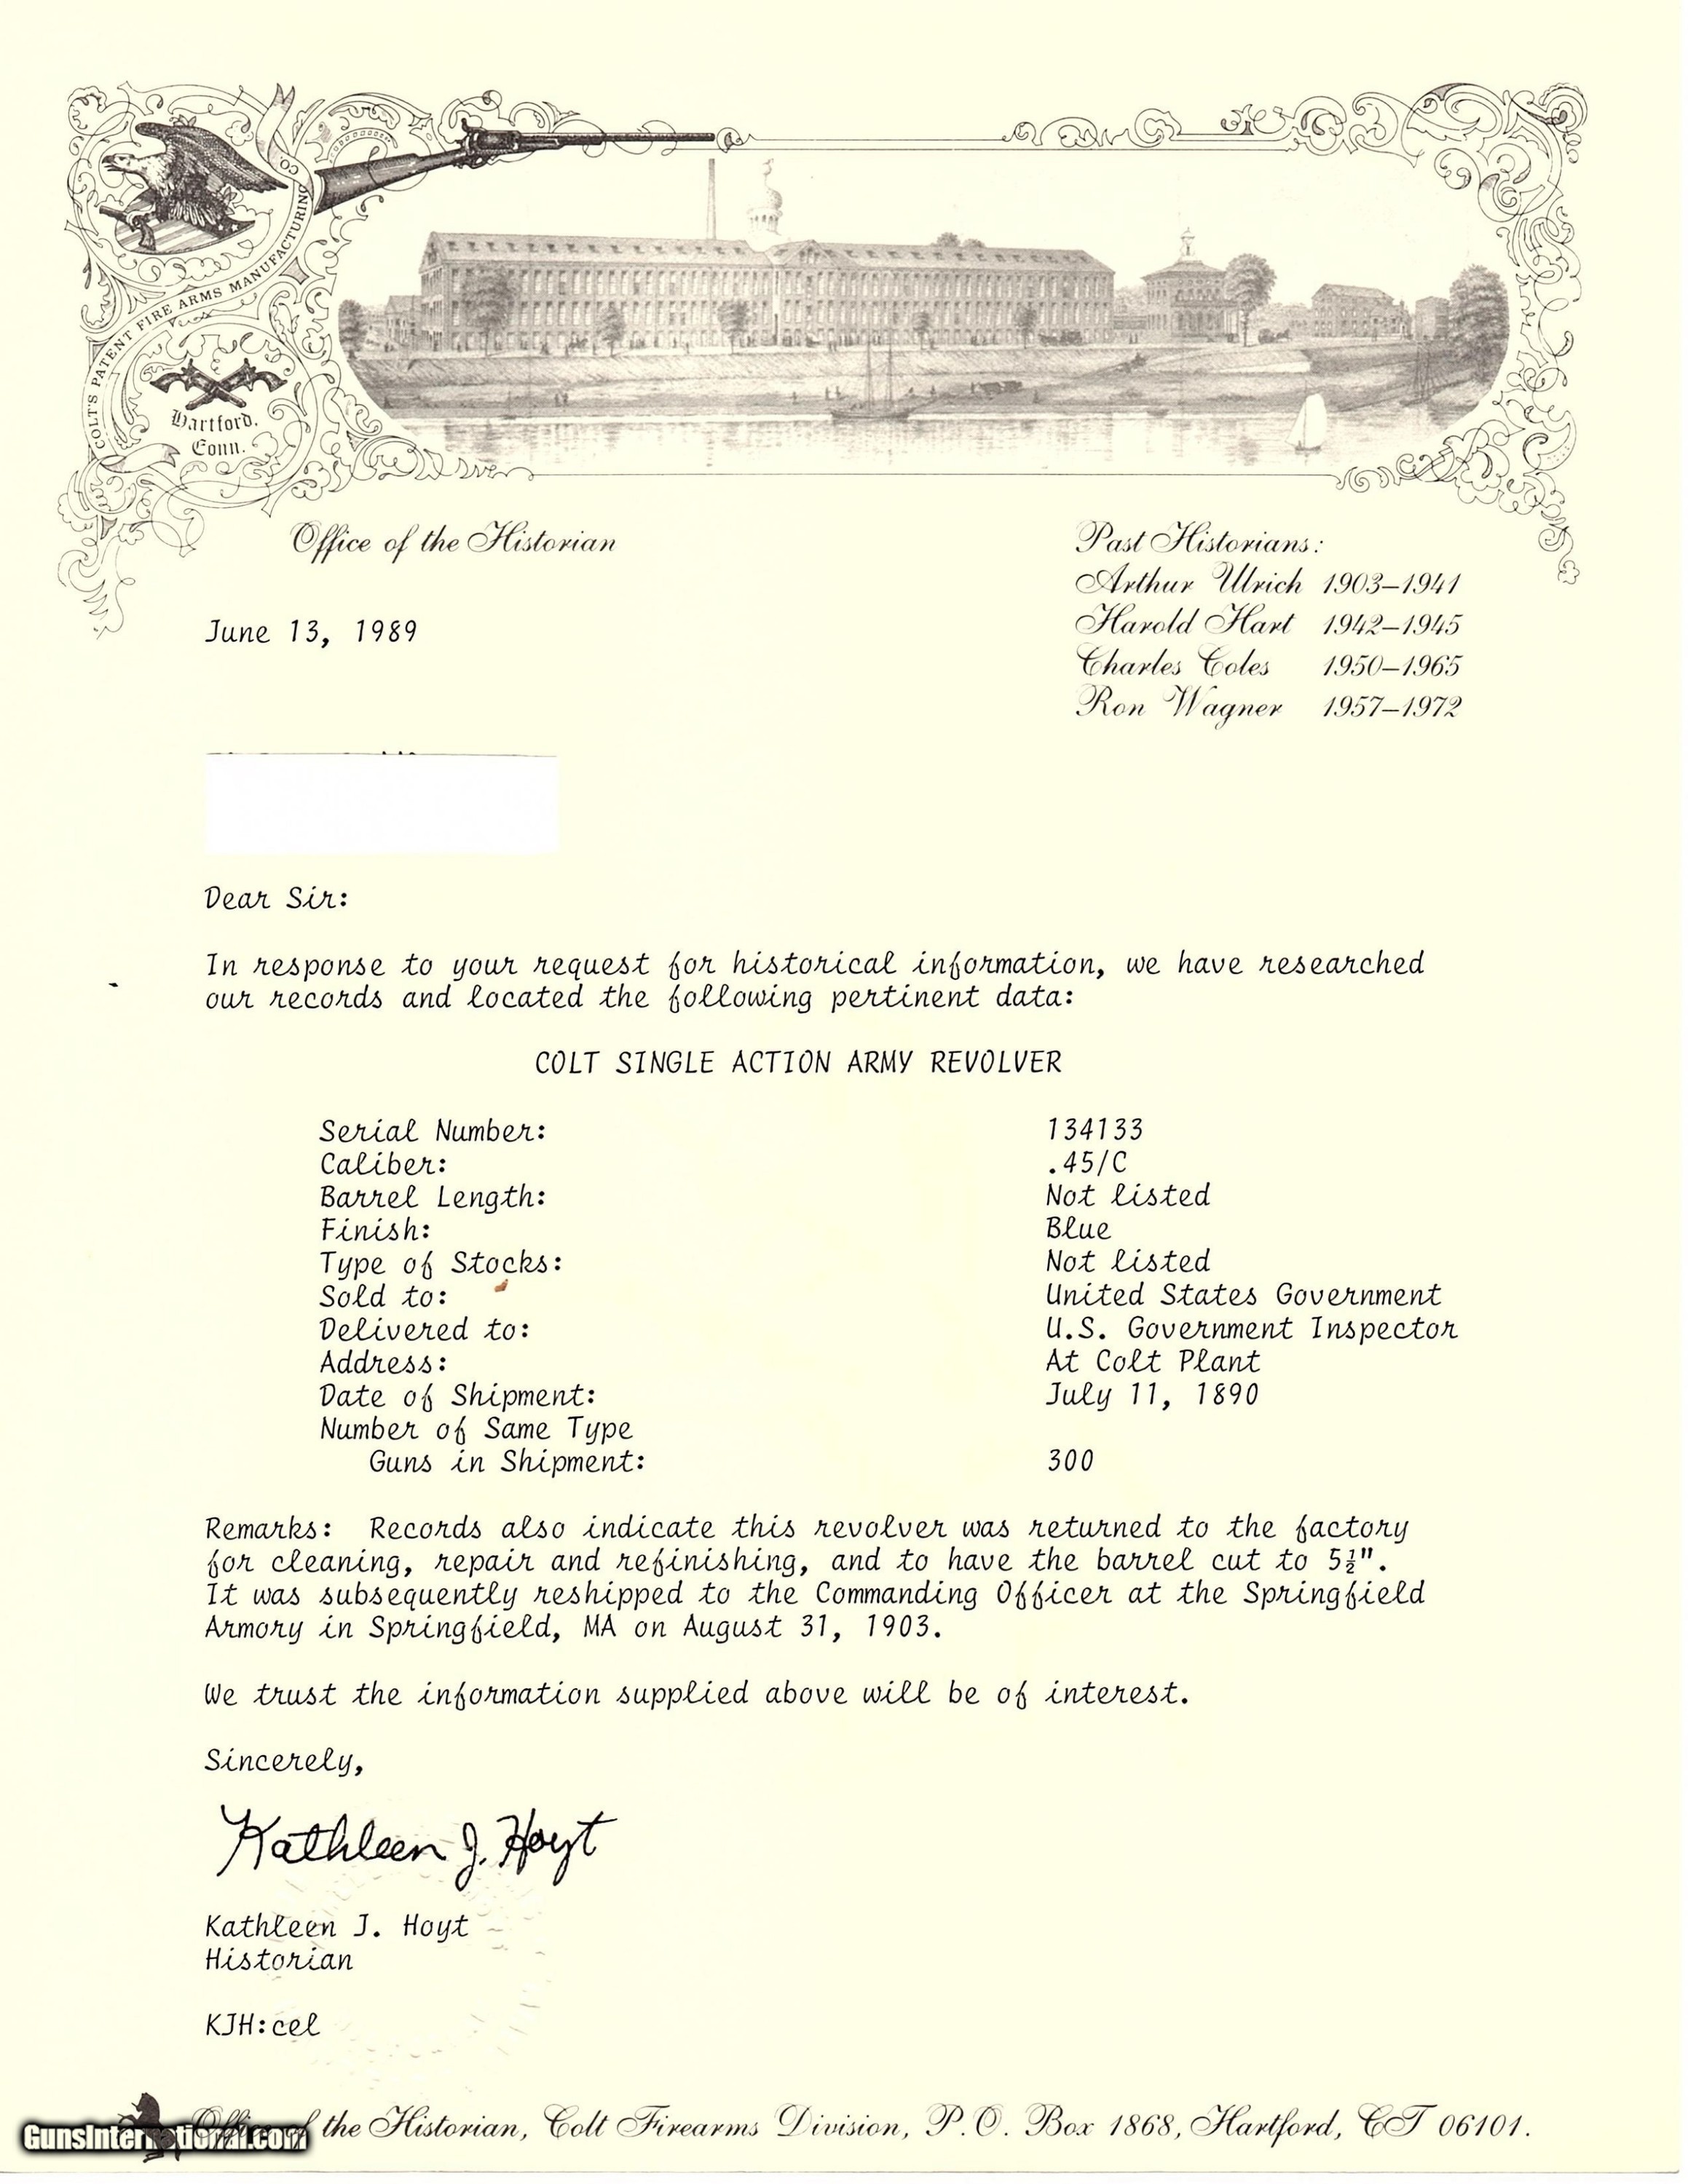 COLT'S PATENT FIRE ARMS MANUFACTURING CO
Hartford,
Conn.
Office of the Historian
Past Historians:
Arthur Ulrich 1903–1941
Harold Hart 1942–1945
Charles Coles 1950–1965
Ron Wagner 1957–1972
June 13, 1989
Dear Sir:
In response to your request for historical information, we have researched
our records and located the following pertinent data:
COLT SINGLE ACTION ARMY REVOLVER
Serial Number: 134133
Caliber: .45/C
Barrel Length: Not listed
Finish: Blue
Type of Stocks: Not listed
Sold to: United States Government
Delivered to: U.S. Government Inspector
Address: At Colt Plant
Date of Shipment: July 11, 1890
Number of Same Type
Guns in Shipment: 300
Remarks: Records also indicate this revolver was returned to the factory
for cleaning, repair and refinishing, and to have the barrel cut to 5½".
It was subsequently reshipped to the Commanding Officer at the Springfield
Armory in Springfield, MA on August 31, 1903.
We trust the information supplied above will be of interest.
Sincerely,
Kathleen J. Hoyt
Kathleen J. Hoyt
Historian
KJH:cel
Office of the Historian, Colt Firearms Division, P.O. Box 1868, Hartford, CT 06101.
GunsInternational.com